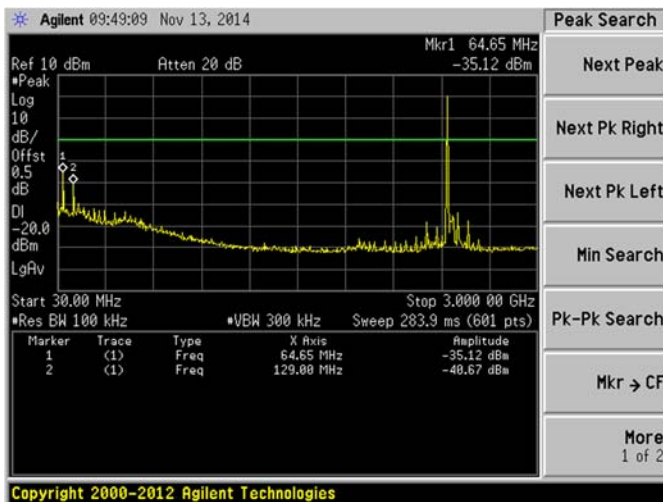 Agilent 09:49:09 Nov 13, 2014
Peak Search
Mkr1 64.65 MHz
Ref 10 dBm Atten 20 dB -35.12 dBm
#Peak
Log
10
dB/
Offst
0.5
dB
DI
-20.0
dBm
LgAv
1
2
Start 30.00 MHz Stop 3.000 00 GHz
#Res BW 100 kHz #VBW 300 kHz Sweep 283.9 ms (601 pts)
Marker Trace Type X Axis Amplitude
1 (1) Freq 64.65 MHz -35.12 dBm
2 (1) Freq 129.00 MHz -40.67 dBm
Next Peak
Next Pk Right
Next Pk Left
Min Search
Pk-Pk Search
Mkr → CF
More
1 of 2
Copyright 2000-2012 Agilent Technologies